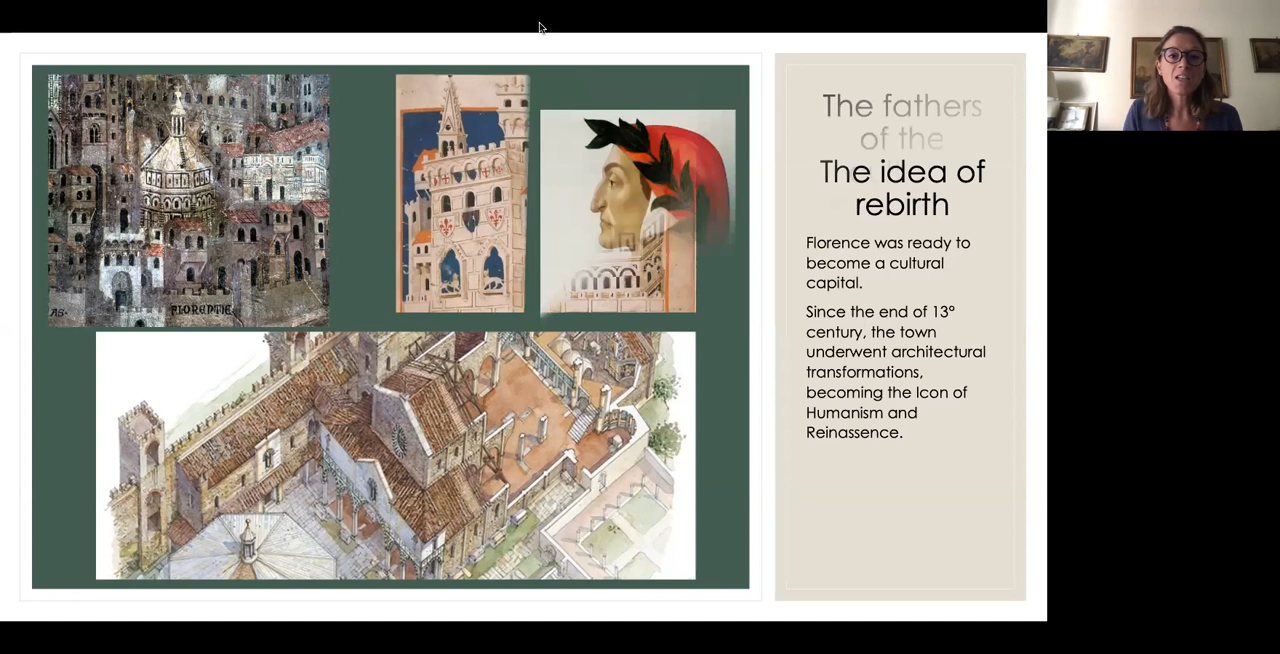 The fathers
of the
The idea of
rebirth
Florence was ready to
become a cultural
capital.
Since the end of 13°
century, the town
underwent architectural
transformations,
becoming the Icon of
Humanism and
Reinassence.
FLORENTIE